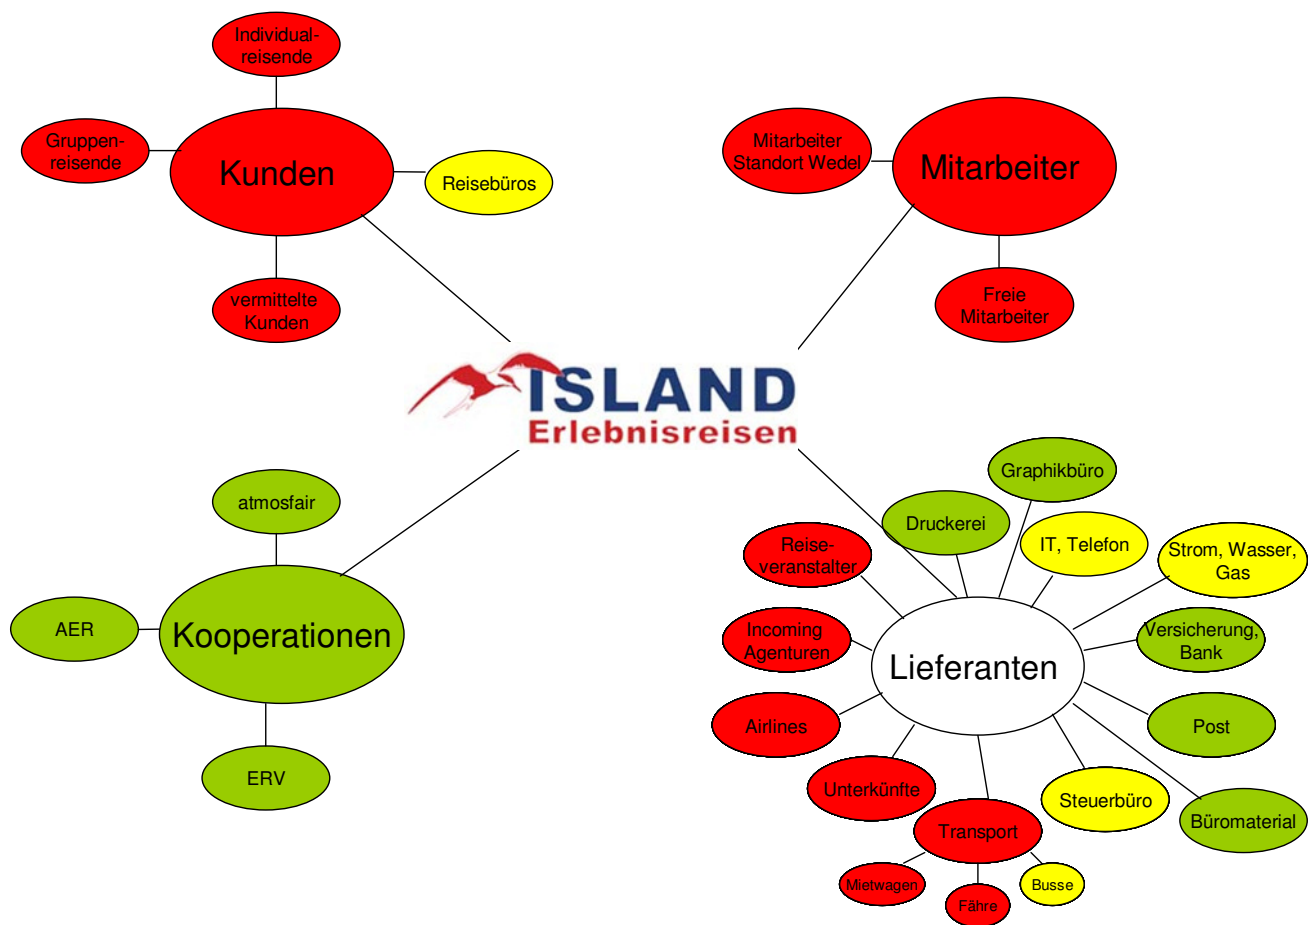 Individual-
reisende
Gruppen-
reisende
Kunden
Reisebüros
vermittelte
Kunden
Mitarbeiter
Standort Wedel
Mitarbeiter
Freie
Mitarbeiter
ISLAND
Erlebnisreisen
atmosfair
AER
Kooperationen
ERV
Graphikbüro
Druckerei
IT, Telefon
Strom, Wasser,
Gas
Reise-
veranstalter
Incoming
Agenturen
Versicherung,
Bank
Lieferanten
Airlines
Post
Unterkünfte
Steuerbüro
Büromaterial
Transport
Mietwagen
Fähre
Busse